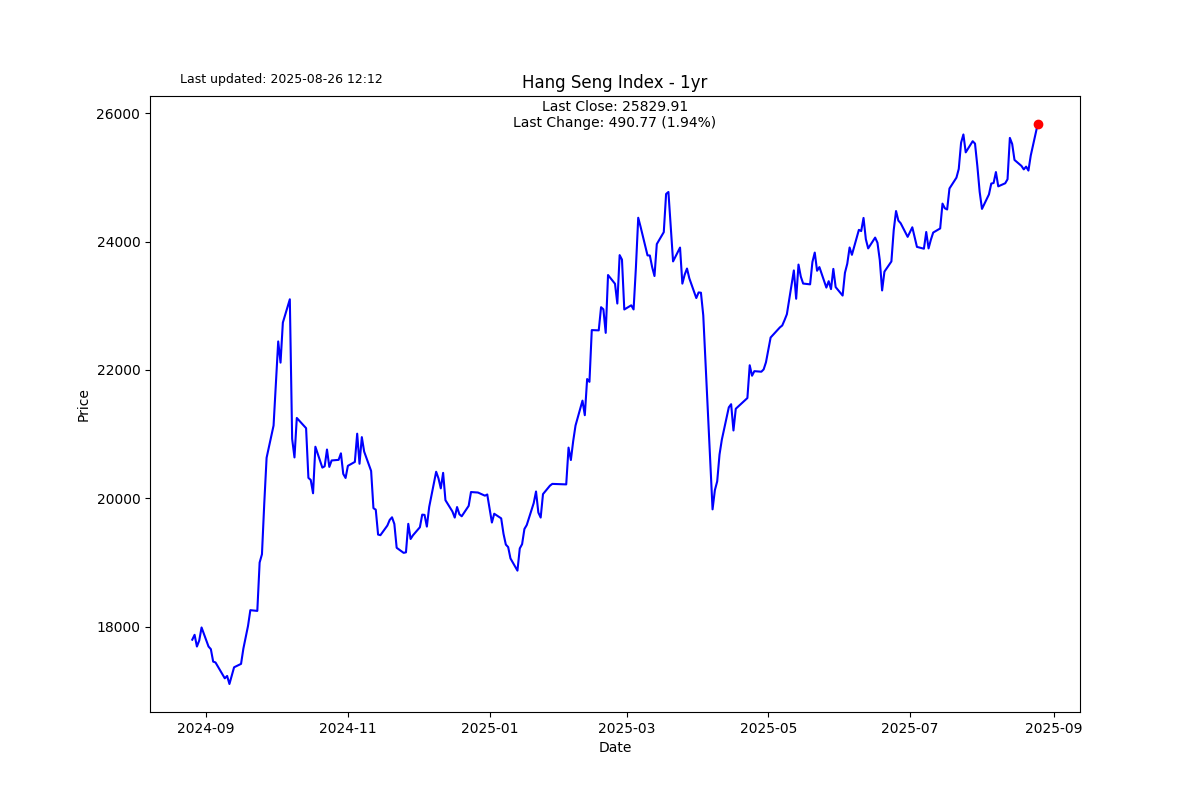 Last updated: 2025-08-26 12:12
Hang Seng Index - 1yr
Last Close: 25829.91
Last Change: 490.77 (1.94%)
26000
24000
22000
20000
18000
Price
2024-09
2024-11
2025-01
2025-03
2025-05
2025-07
2025-09
Date